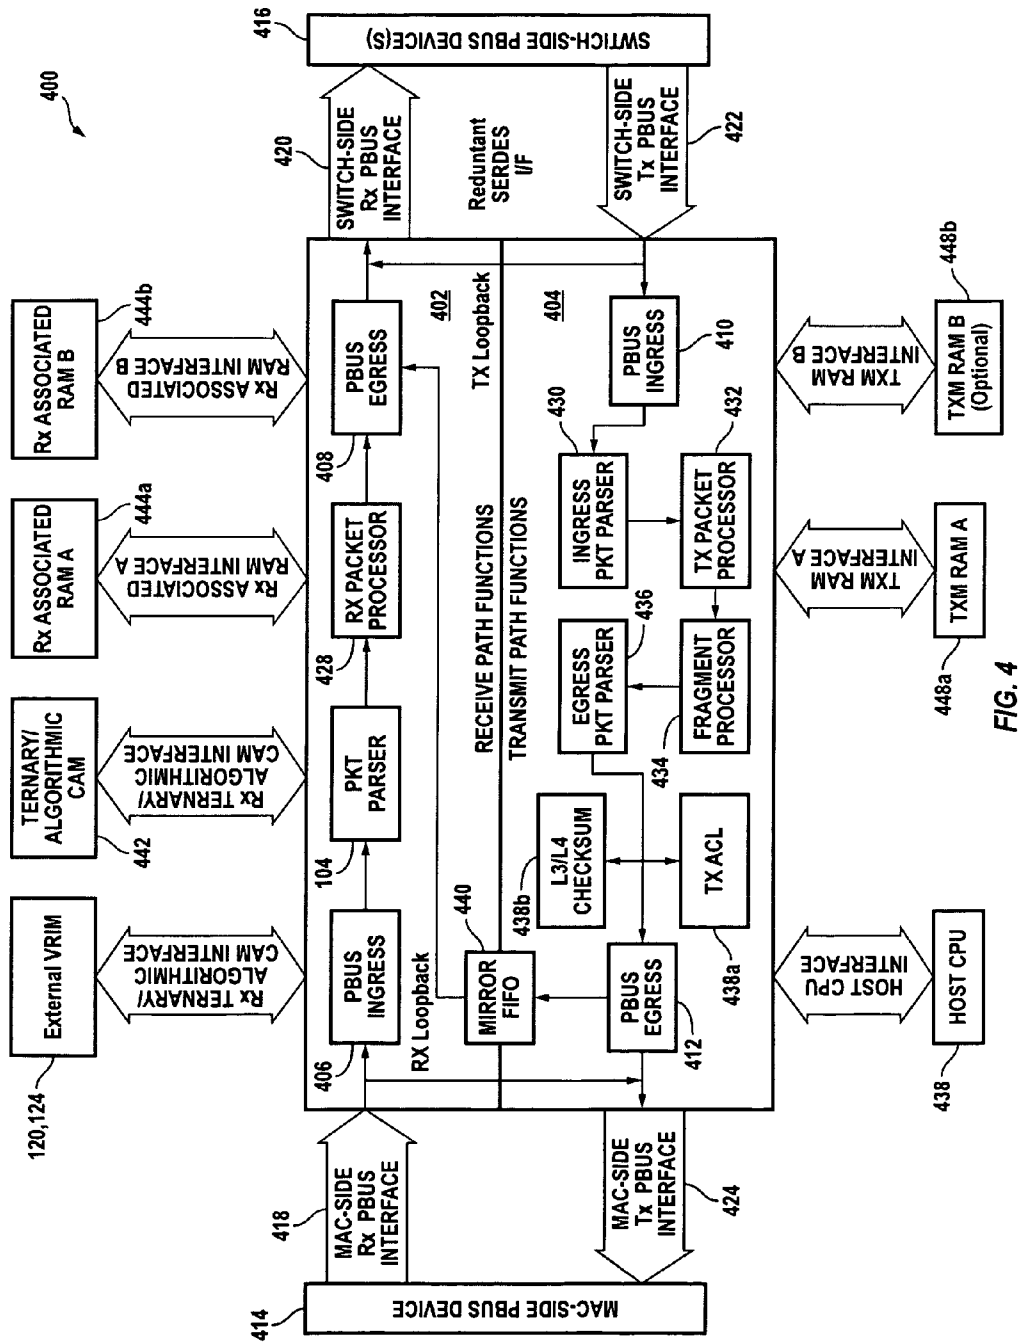 400
120,124
External VRIM
442
TERNARY/
ALGORITHMIC
CAM
444a
Rx ASSOCIATED
RAM A
444b
Rx ASSOCIATED
RAM B
Rx TERNARY/
ALGORITHMIC
CAM INTERFACE
Rx TERNARY/
ALGORITHMIC
CAM INTERFACE
Rx ASSOCIATED
RAM INTERFACE A
Rx ASSOCIATED
RAM INTERFACE B
414
MAC-SIDE PBUS DEVICE
418
MAC-SIDE
Rx PBUS
INTERFACE
406
PBUS
INGRESS
104
PKT
PARSER
428
RX PACKET
PROCESSOR
408
PBUS
EGRESS
420
SWITCH-SIDE
Rx PBUS
INTERFACE
416
SWTICH-SIDE PBUS DEVICE(S)
RX Loopback
402
440
MIRROR
FIFO
RECEIVE PATH FUNCTIONS
TRANSMIT PATH FUNCTIONS
TX Loopback
404
Reduntant
SERDES
I/F
438b
L3/L4
CHECKSUM
436
EGRESS
PKT PARSER
430
INGRESS
PKT PARSER
PBUS
INGRESS
410
424
MAC-SIDE
Tx PBUS
INTERFACE
412
PBUS
EGRESS
438a
TX ACL
434
FRAGMENT
PROCESSOR
432
TX PACKET
PROCESSOR
422
SWITCH-SIDE
Tx PBUS
INTERFACE
HOST CPU
INTERFACE
TXM RAM
INTERFACE A
TXM RAM
INTERFACE B
438
HOST CPU
448a
TXM RAM A
448b
TXM RAM B
(Optional)
FIG. 4